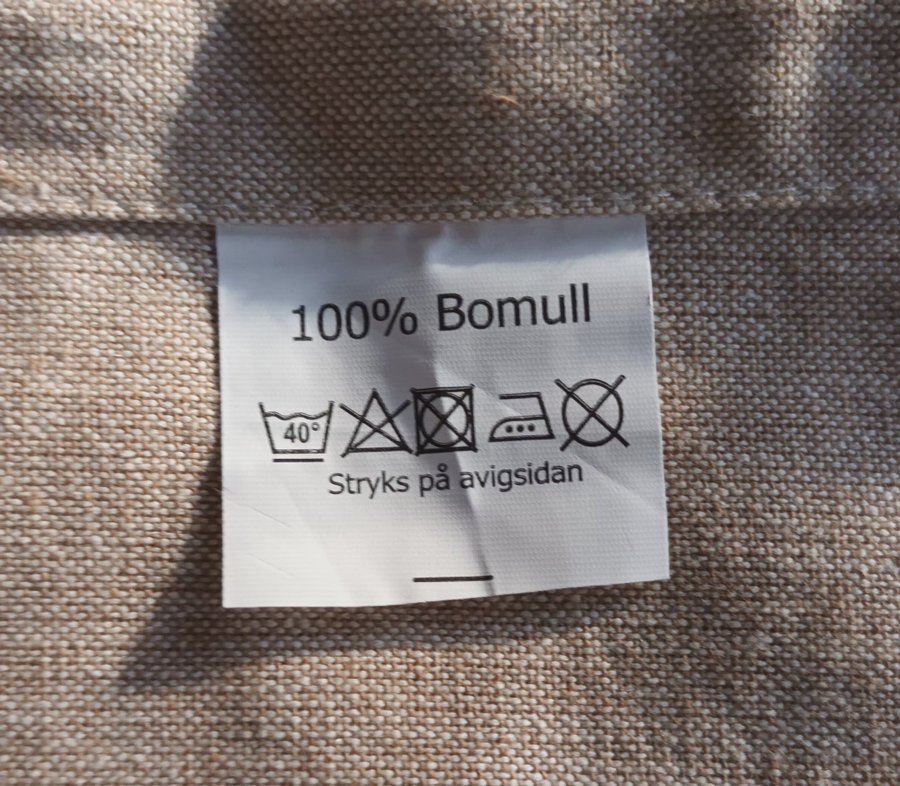 100% Bomull
40°
Stryks på avigsidan